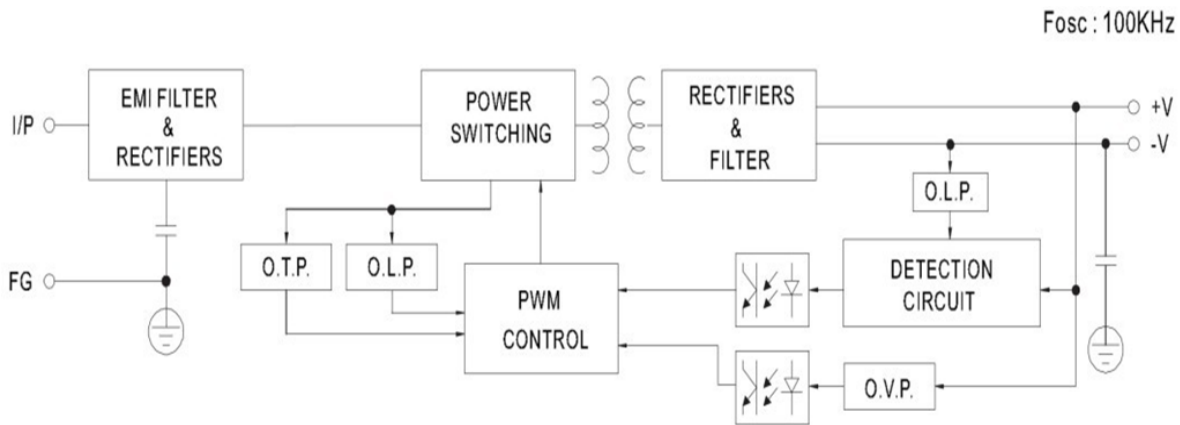 Fosc : 100KHz
EMI FILTER
&
RECTIFIERS
POWER
SWITCHING
RECTIFIERS
&
FILTER
I/P
+V
-V
O.L.P.
O.T.P.
O.L.P.
FG
PWM
CONTROL
DETECTION
CIRCUIT
O.V.P.